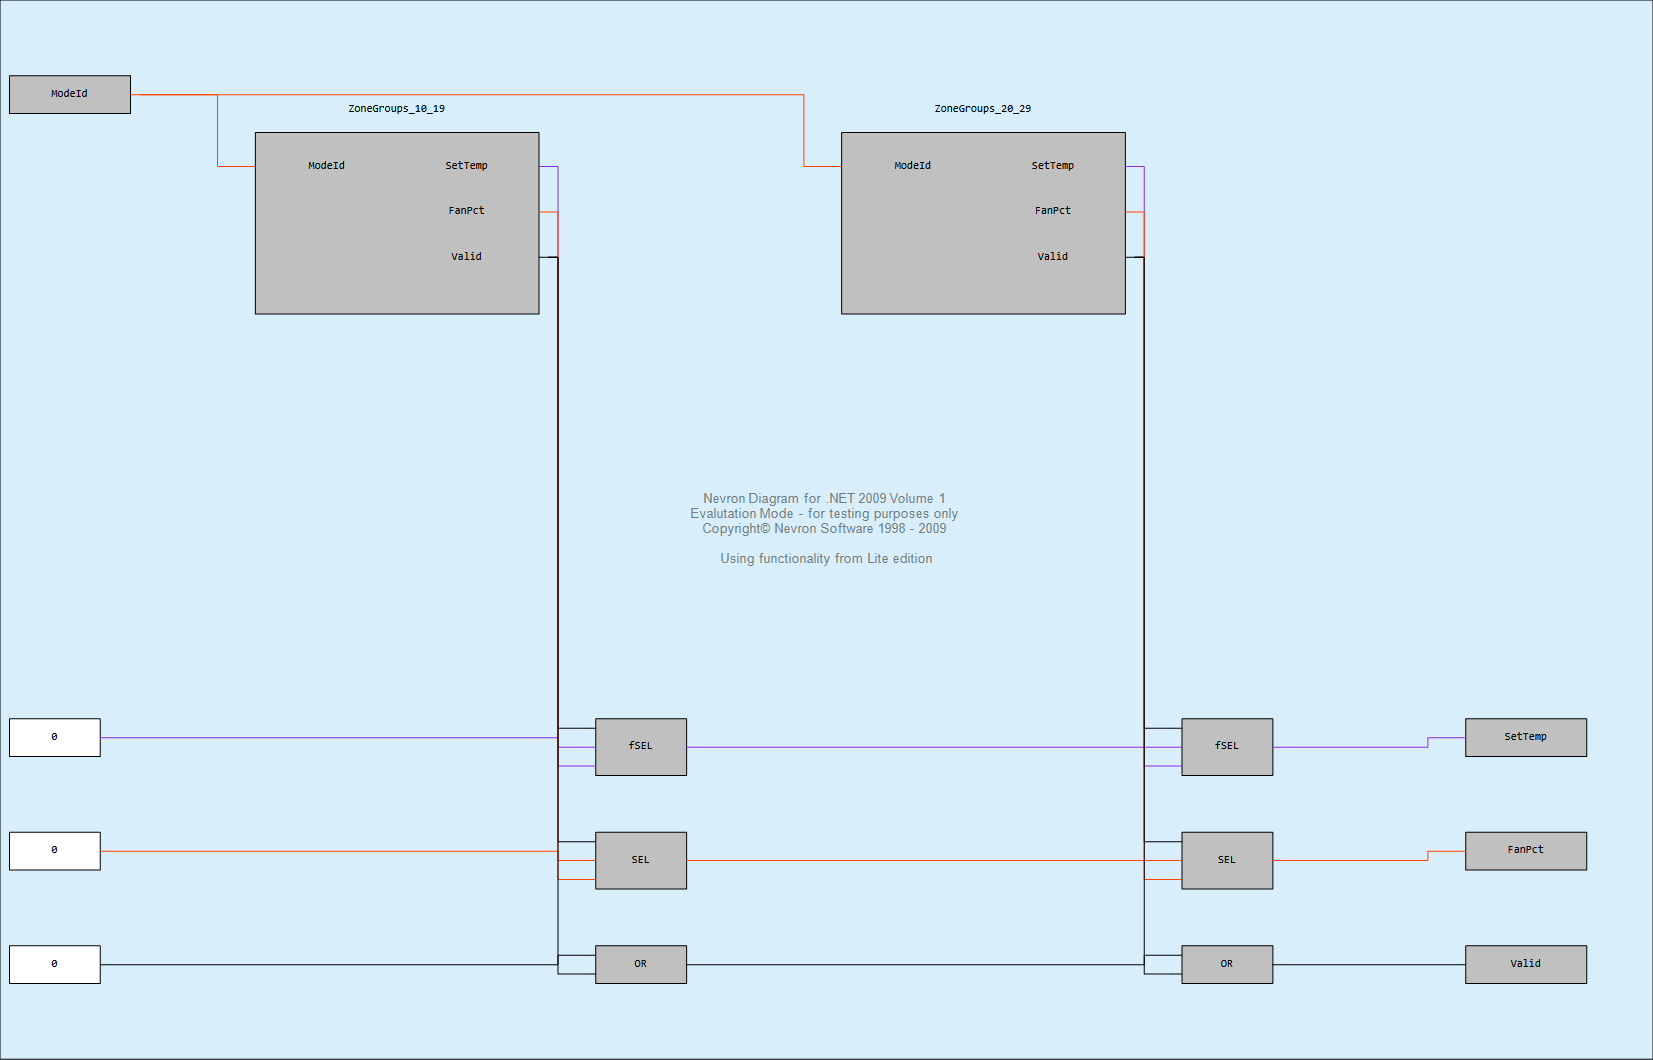 ModeId
ZoneGroups_10_19
ZoneGroups_20_29
ModeId
SetTemp
ModeId
SetTemp
FanPct
FanPct
Valid
Valid
Nevron Diagram for .NET 2009 Volume 1
Evalutation Mode - for testing purposes only
Copyright© Nevron Software 1998 - 2009
Using functionality from Lite edition
0
fSEL
fSEL
SetTemp
0
SEL
SEL
FanPct
0
OR
OR
Valid